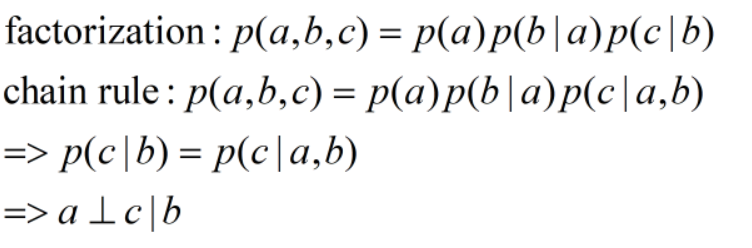 factorization : p(a,b,c) = p(a)p(b|a)p(c|b)
chain rule : p(a,b,c) = p(a)p(b|a)p(c|a,b)
=> p(c|b) = p(c|a,b)
=> a ⊥ c|b